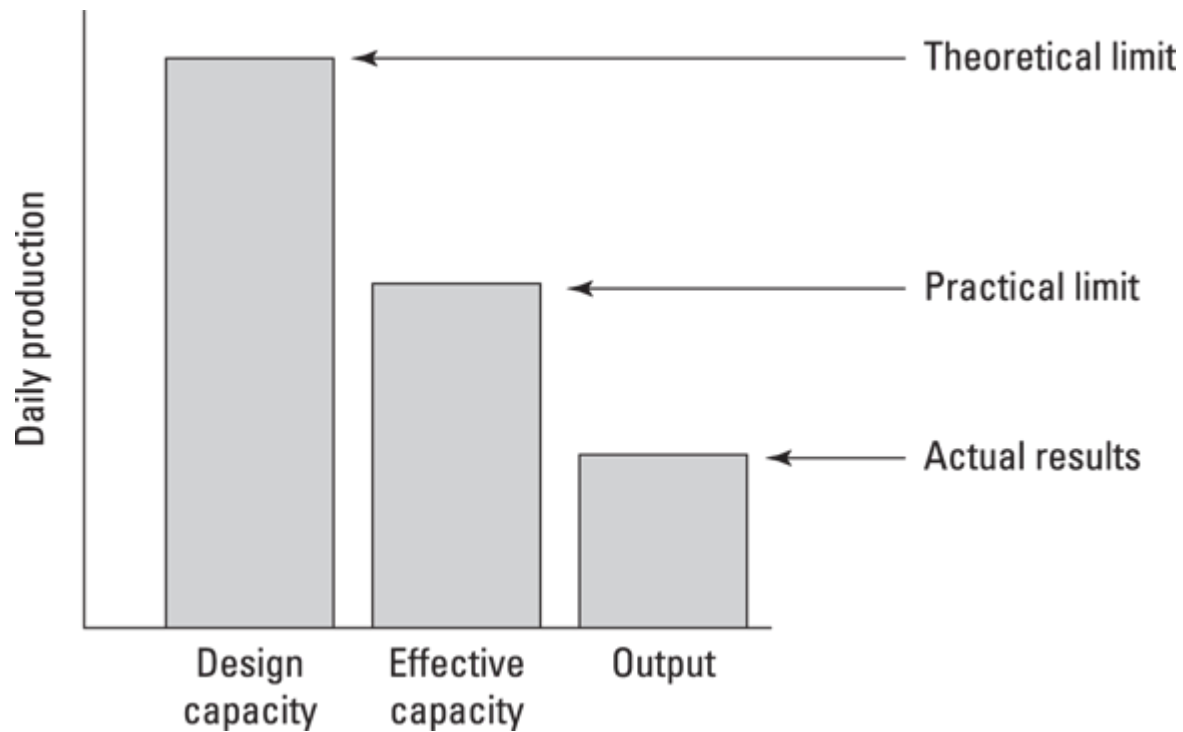 Theoretical limit
Practical limit
Actual results
Daily production
Design
capacity
Effective
capacity
Output